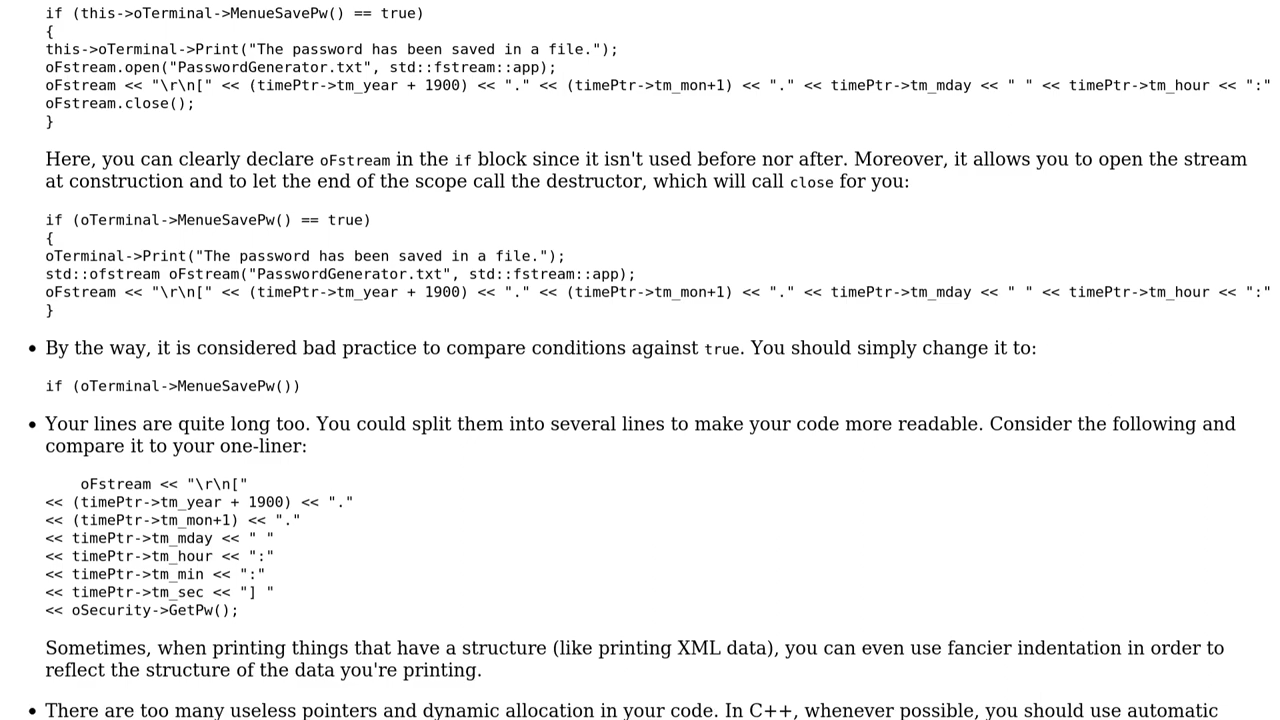 if (this->oTerminal->MenueSavePw() == true)
{
this->oTerminal->Print("The password has been saved in a file.");
oFstream.open("PasswordGenerator.txt", std::fstream::app);
oFstream << "\r\n[" << (timePtr->tm_year + 1900) << "." << (timePtr->tm_mon+1) << "." << timePtr->tm_mday << " " << timePtr->tm_hour << ":"
oFstream.close();
}
Here, you can clearly declare oFstream in the if block since it isn't used before nor after. Moreover, it allows you to open the stream
at construction and to let the end of the scope call the destructor, which will call close for you:
if (oTerminal->MenueSavePw() == true)
{
oTerminal->Print("The password has been saved in a file.");
std::ofstream oFstream("PasswordGenerator.txt", std::fstream::app);
oFstream << "\r\n[" << (timePtr->tm_year + 1900) << "." << (timePtr->tm_mon+1) << "." << timePtr->tm_mday << " " << timePtr->tm_hour << ":"
}
• By the way, it is considered bad practice to compare conditions against true. You should simply change it to:
if (oTerminal->MenueSavePw())
• Your lines are quite long too. You could split them into several lines to make your code more readable. Consider the following and
compare it to your one-liner:
oFstream << "\r\n["
<< (timePtr->tm_year + 1900) << "."
<< (timePtr->tm_mon+1) << "."
<< timePtr->tm_mday << " "
<< timePtr->tm_hour << ":"
<< timePtr->tm_min << ":"
<< timePtr->tm_sec << "] "
<< oSecurity->GetPw();
Sometimes, when printing things that have a structure (like printing XML data), you can even use fancier indentation in order to
reflect the structure of the data you're printing.
• There are too many useless pointers and dynamic allocation in your code. In C++, whenever possible, you should use automatic